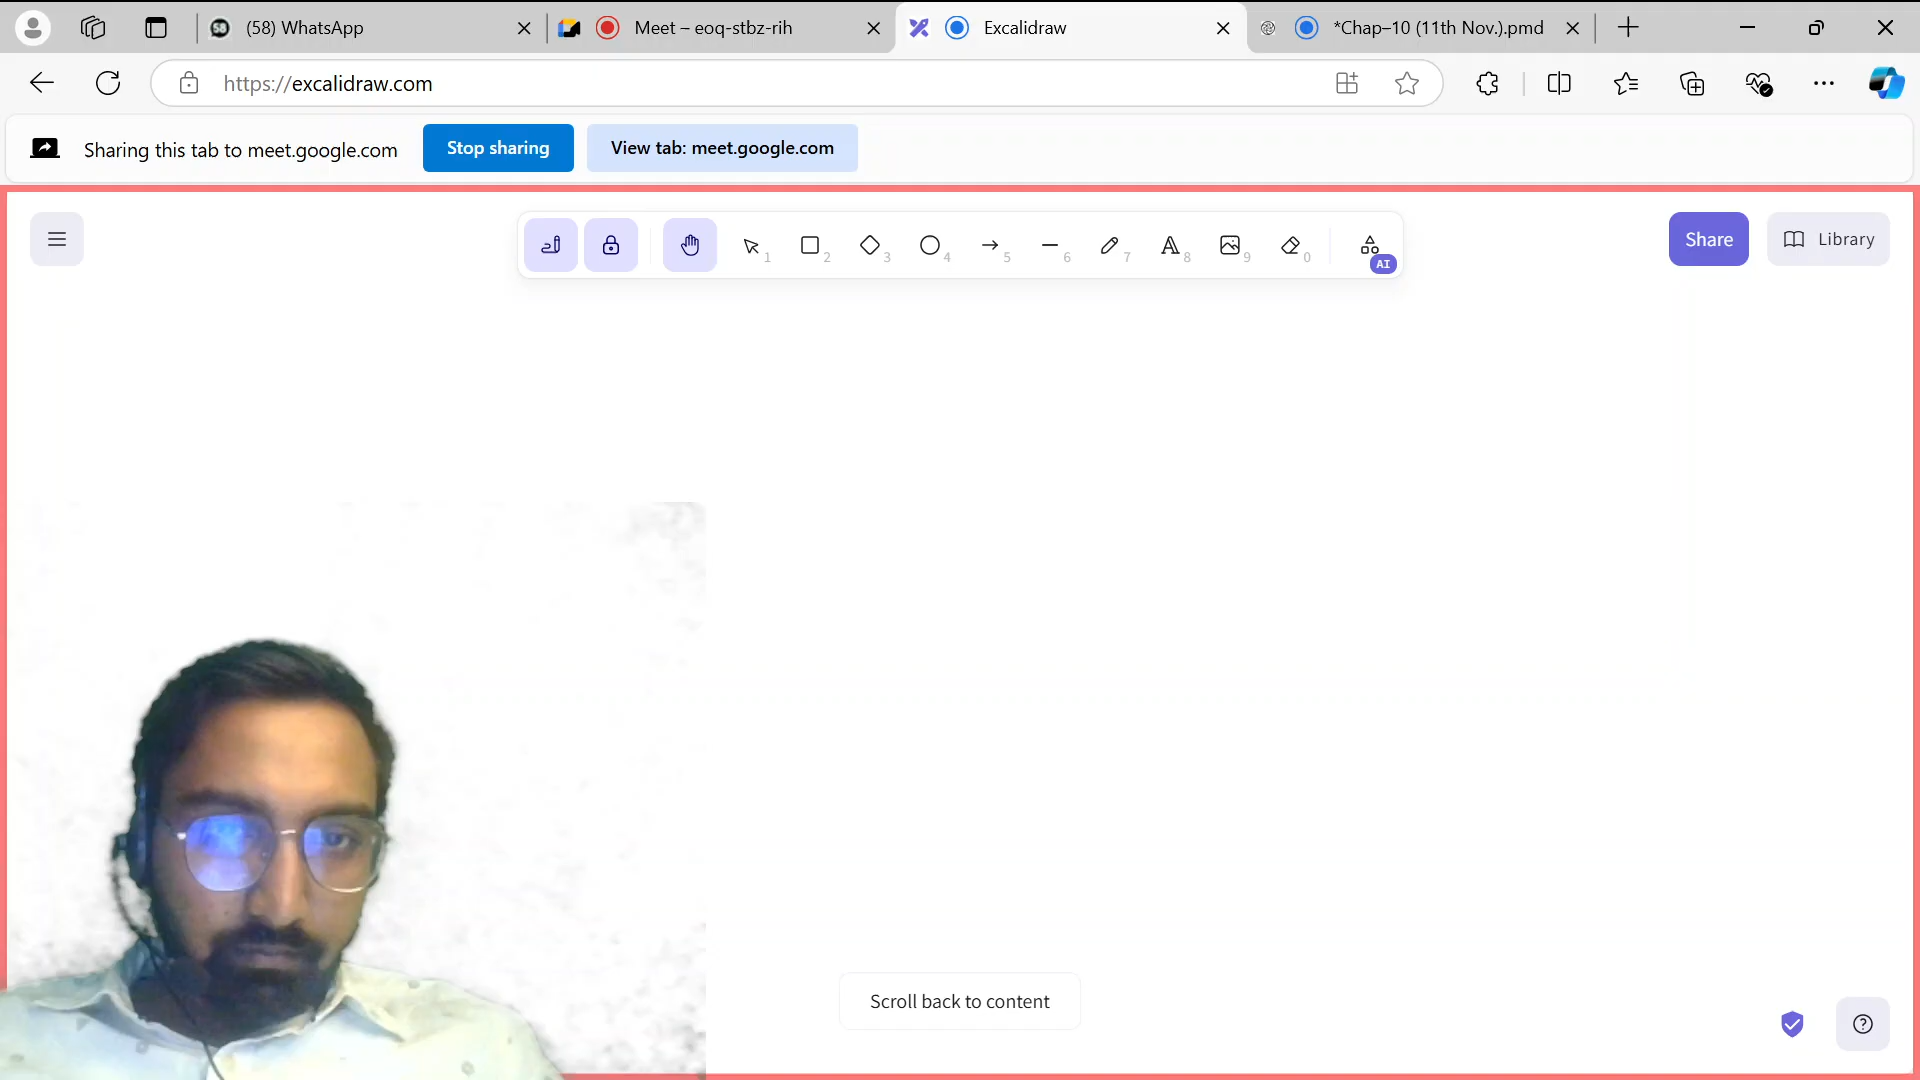 58 (58) WhatsApp
Meet – eoq-stbz-rih
Excalidraw
*Chap–10 (11th Nov.).pmd
https://excalidraw.com
Sharing this tab to meet.google.com
Stop sharing
View tab: meet.google.com
1
2
3
4
5
6
7
8
9
0
AI
Share
Library
Scroll back to content